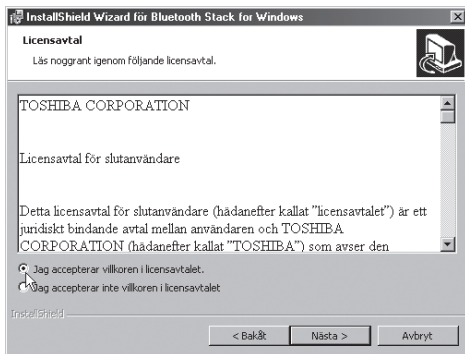 InstallShield Wizard för Bluetooth Stack for Windows
Licensavtal
Läs noggrant igenom följande licensavtal.
TOSHIBA CORPORATION
Licensavtal för slutanvändare
Detta licensavtal för slutanvändare (hädanefter kallat "licensavtalet") är ett
juridiskt bindande avtal mellan användaren och TOSHIBA
CORPORATION (hädanefter kallat "TOSHIBA") som avser den
Jag accepterar villkoren i licensavtalet.
Jag accepterar inte villkoren i licensavtalet
InstallShield
< Bakåt
Nästa >
Avbryt